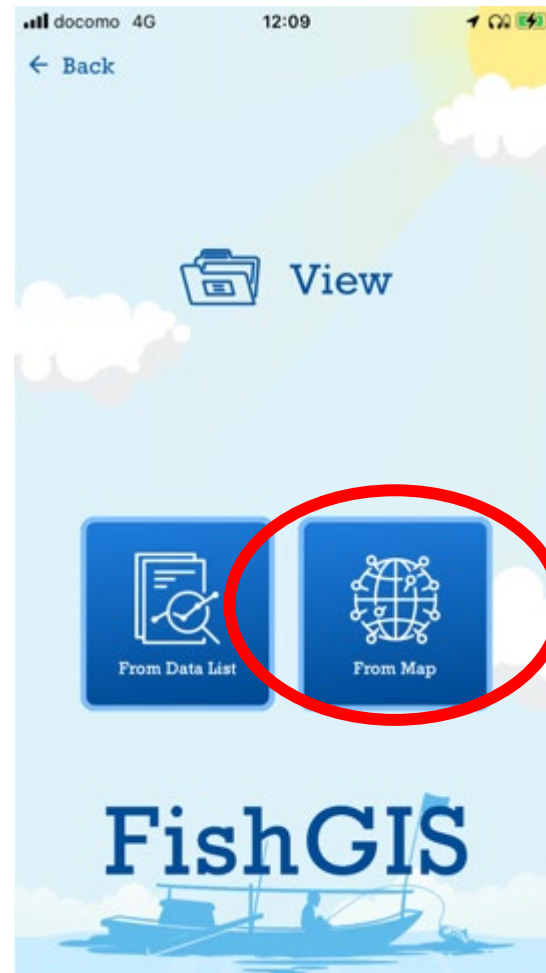 docomo 4G 12:09
← Back
View
From Data List From Map
FishGIS